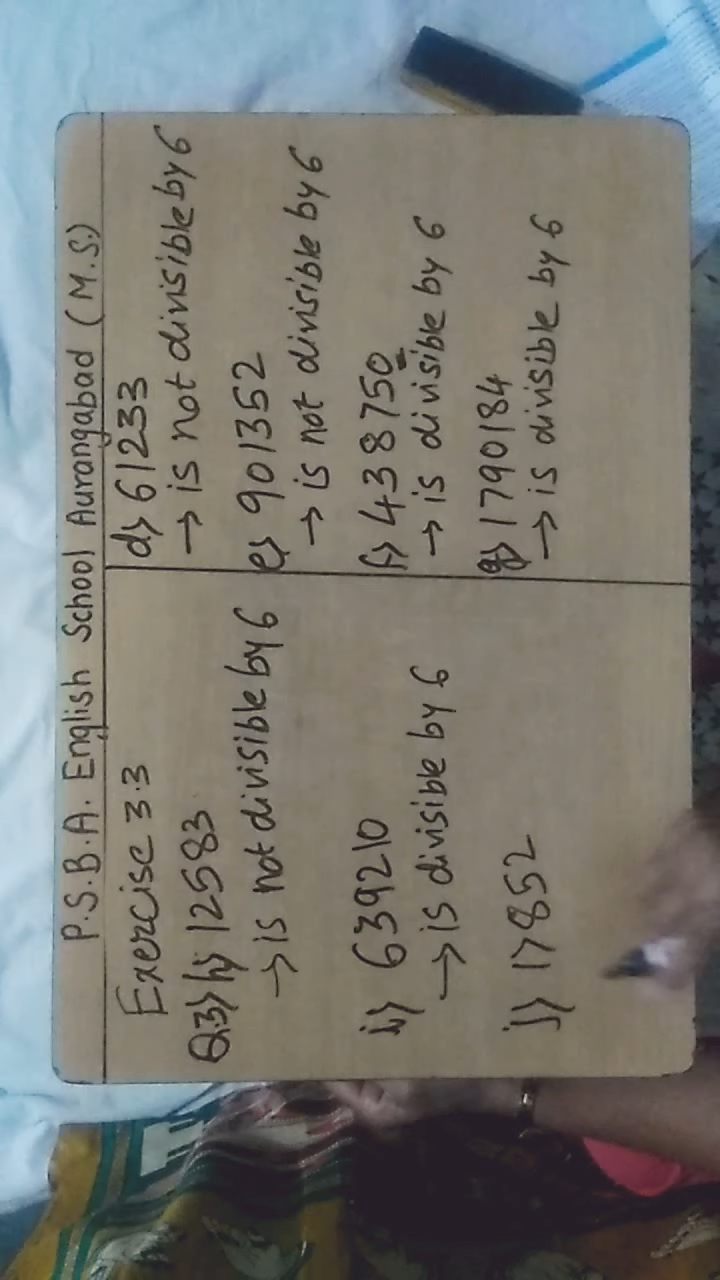 P.S.B.A. English School Aurangabad (M.S.)
Exercise 3.3
Q.3) h) 12583
→ is not divisible by 6
i) 639210
→ is divisible by 6
j) 17852
d) 61233
→ is not divisible by 6
e) 901352
→ is not divisible by 6
f) 438750
→ is divisible by 6
g) 1790184
→ is divisible by 6